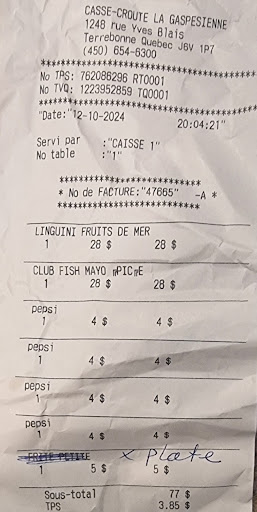 CASSE-CROUTE LA GASPESIENNE
1248 rue Yves Blais
Terrebonne Quebec J6V 1P7
(450) 654-6300
**********************************
No TPS: 762086296 RT0001
No TVQ: 1223952859 TQ0001
**********************************
"Date:"12-10-2024 20:04:21"
Servi par :"CAISSE 1"
No table :"1"
**************************
* No de FACTURE:"47665" -A *
**************************
LINGUINI FRUITS DE MER
1 28 $ 28 $
CLUB FISH MAYO
1 28 $ 28 $
pepsi
1 4 $ 4 $
pepsi
1 4 $ 4 $
pepsi
1 4 $ 4 $
pepsi
1 4 $ 4 $
FRITE PETITE x plate
1 5 $ 5 $
Sous-total 77 $
TPS 3.85 $